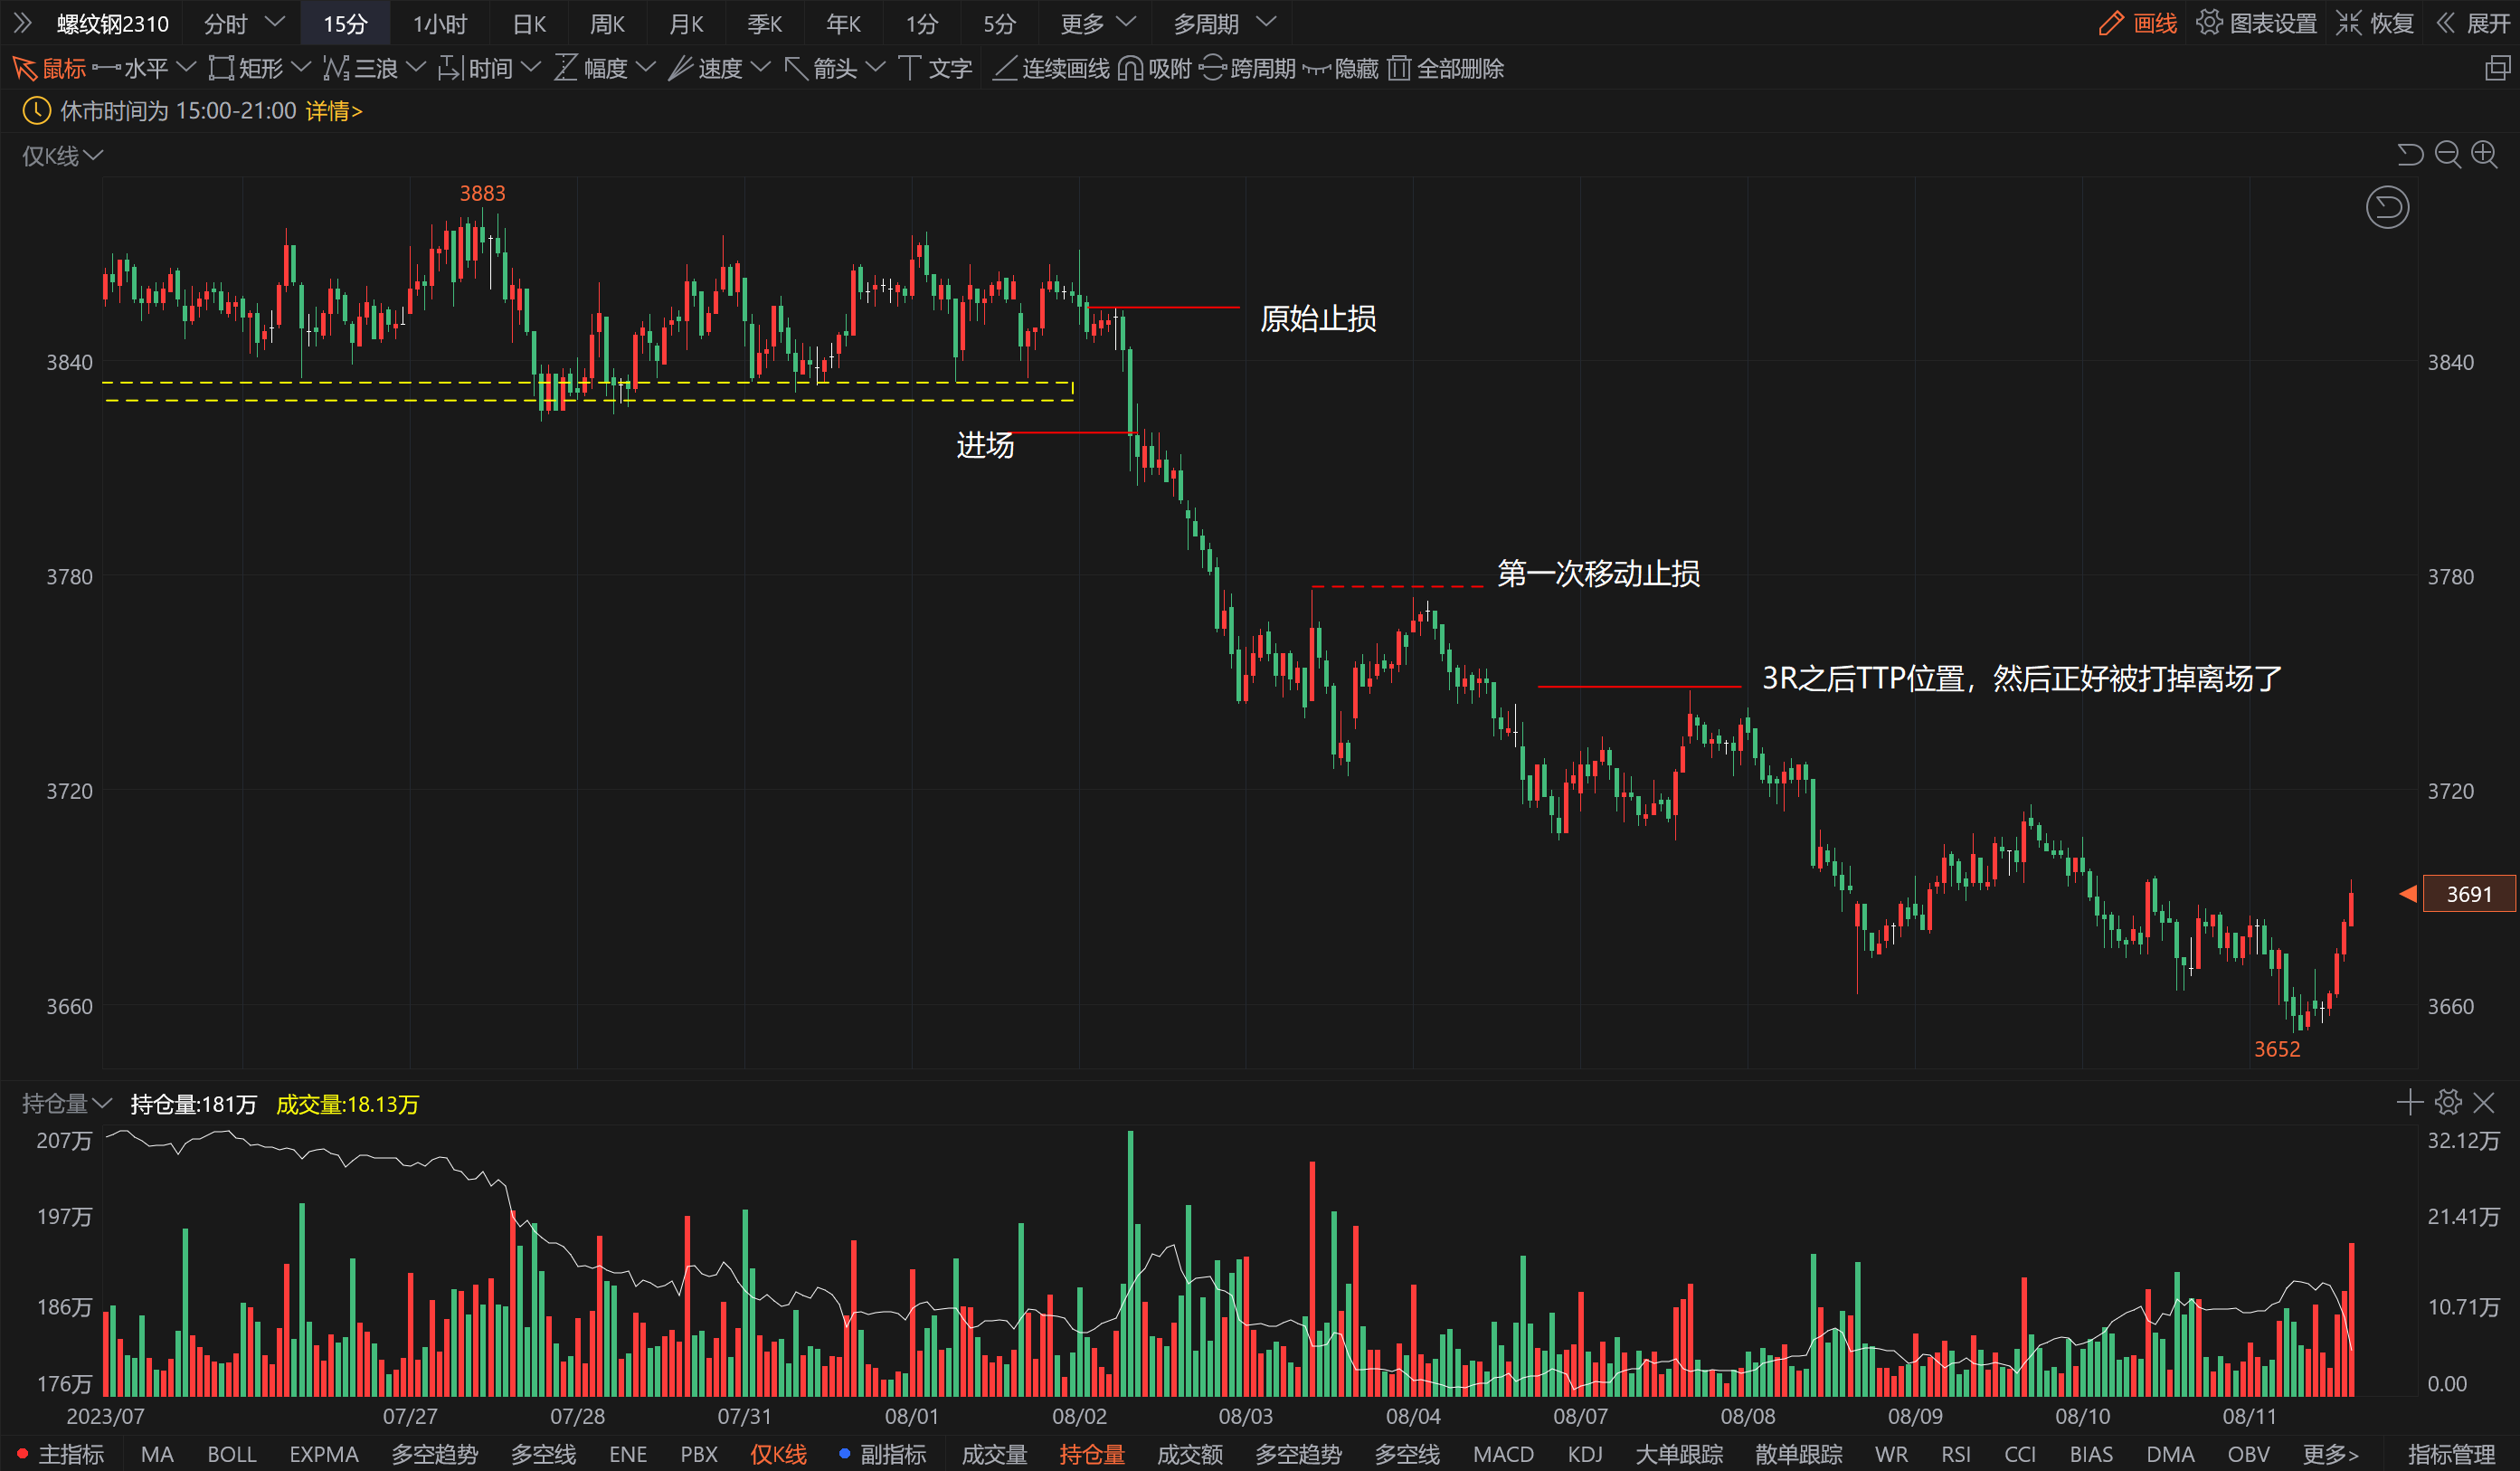 螺纹钢2310 分时 15分 1小时 日K 周K 月K 季K 年K 1分 5分 更多 多周期 画线 图表设置 恢复 展开
鼠标 水平 矩形 三浪 时间 幅度 速度 箭头 文字 连续画线 吸附 跨周期 隐藏 全部删除
休市时间为 15:00-21:00 详情>
仅K线
3883
原始止损
3840 3840
进场
第一次移动止损
3780 3780
3R之后TTP位置，然后正好被打掉离场了
3720 3720
3691
3660 3660
3652
持仓量 持仓量:181万 成交量:18.13万
207万 32.12万
197万 21.41万
186万 10.71万
176万 0.00
2023/07 07/27 07/28 07/31 08/01 08/02 08/03 08/04 08/07 08/08 08/09 08/10 08/11
主指标 MA BOLL EXPMA 多空趋势 多空线 ENE PBX 仅K线 副指标 成交量 持仓量 成交额 多空趋势 多空线 MACD KDJ 大单跟踪 散单跟踪 WR RSI CCI BIAS DMA OBV 更多> 指标管理